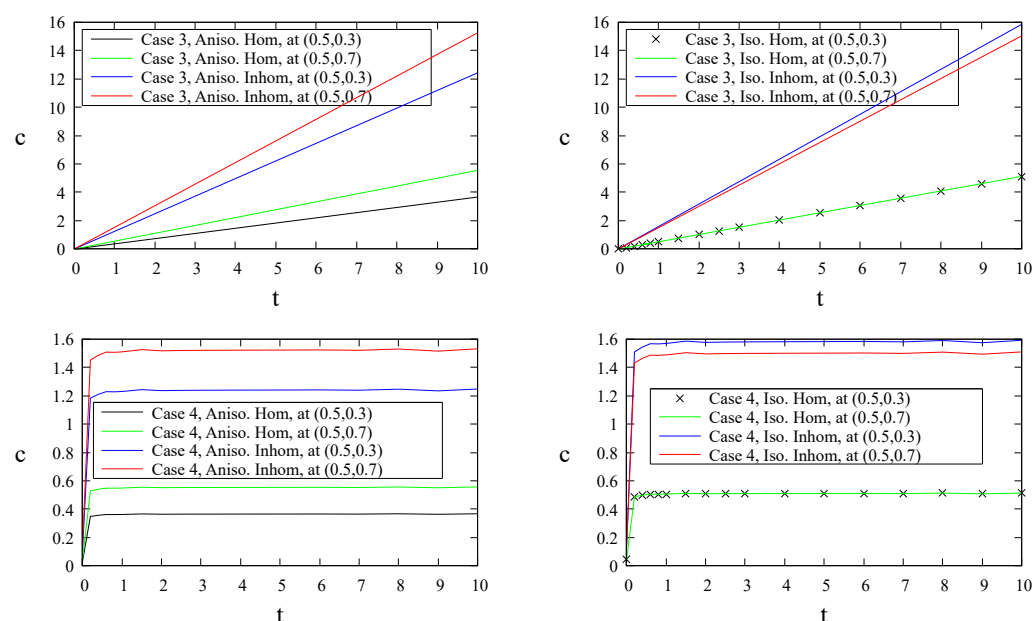 16
14
12
10
8
6
4
2
0
c
Case 3, Aniso. Hom, at (0.5,0.3)
Case 3, Aniso. Hom, at (0.5,0.7)
Case 3, Aniso. Inhom, at (0.5,0.3)
Case 3, Aniso. Inhom, at (0.5,0.7)
0 1 2 3 4 5 6 7 8 9 10
t
16
14
12
10
8
6
4
2
0
c
Case 3, Iso. Hom, at (0.5,0.3)
Case 3, Iso. Hom, at (0.5,0.7)
Case 3, Iso. Inhom, at (0.5,0.3)
Case 3, Iso. Inhom, at (0.5,0.7)
0 1 2 3 4 5 6 7 8 9 10
t
1.6
1.4
1.2
1
0.8
0.6
0.4
0.2
0
c
Case 4, Aniso. Hom, at (0.5,0.3)
Case 4, Aniso. Hom, at (0.5,0.7)
Case 4, Aniso. Inhom, at (0.5,0.3)
Case 4, Aniso. Inhom, at (0.5,0.7)
0 1 2 3 4 5 6 7 8 9 10
t
1.6
1.4
1.2
1
0.8
0.6
0.4
0.2
0
c
Case 4, Iso. Hom, at (0.5,0.3)
Case 4, Iso. Hom, at (0.5,0.7)
Case 4, Iso. Inhom, at (0.5,0.3)
Case 4, Iso. Inhom, at (0.5,0.7)
0 1 2 3 4 5 6 7 8 9 10
t